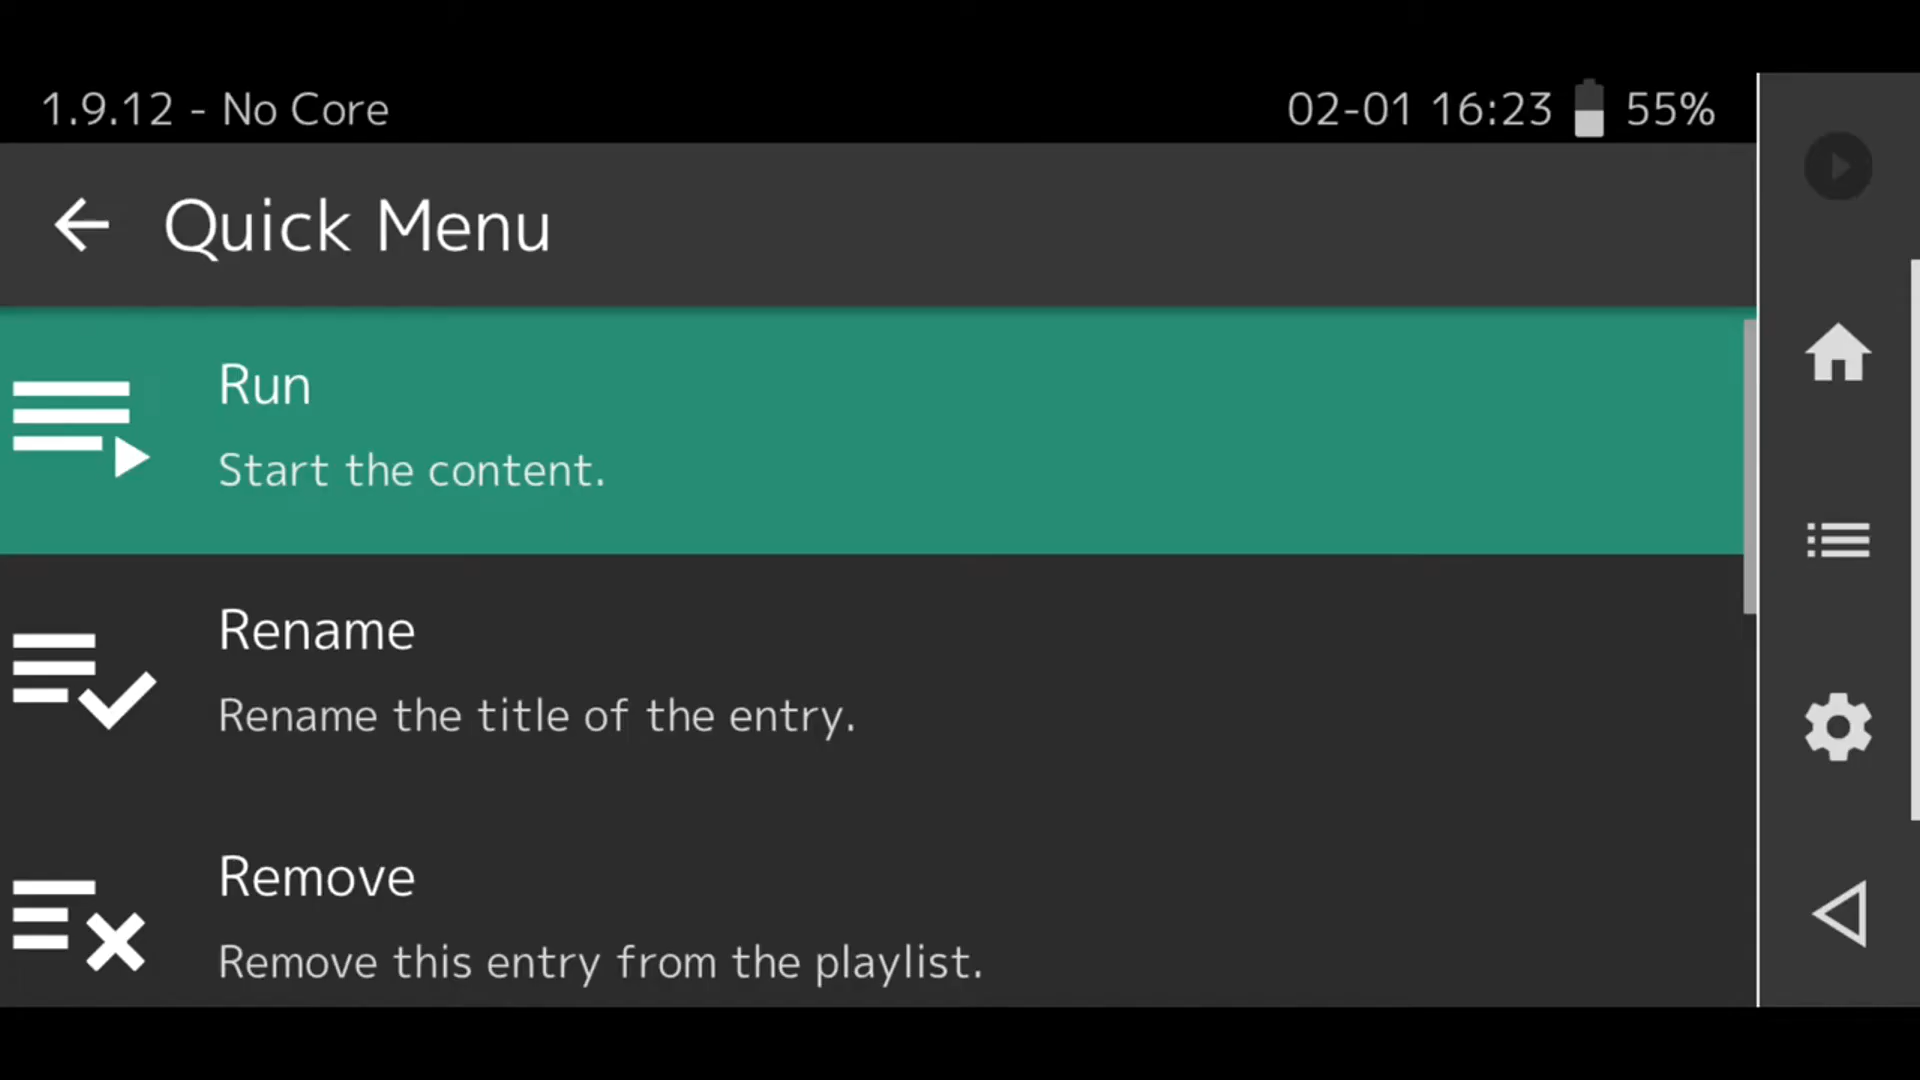 1.9.12 - No Core
02-01 16:23 55%
Quick Menu
Run
Start the content.
Rename
Rename the title of the entry.
Remove
Remove this entry from the playlist.